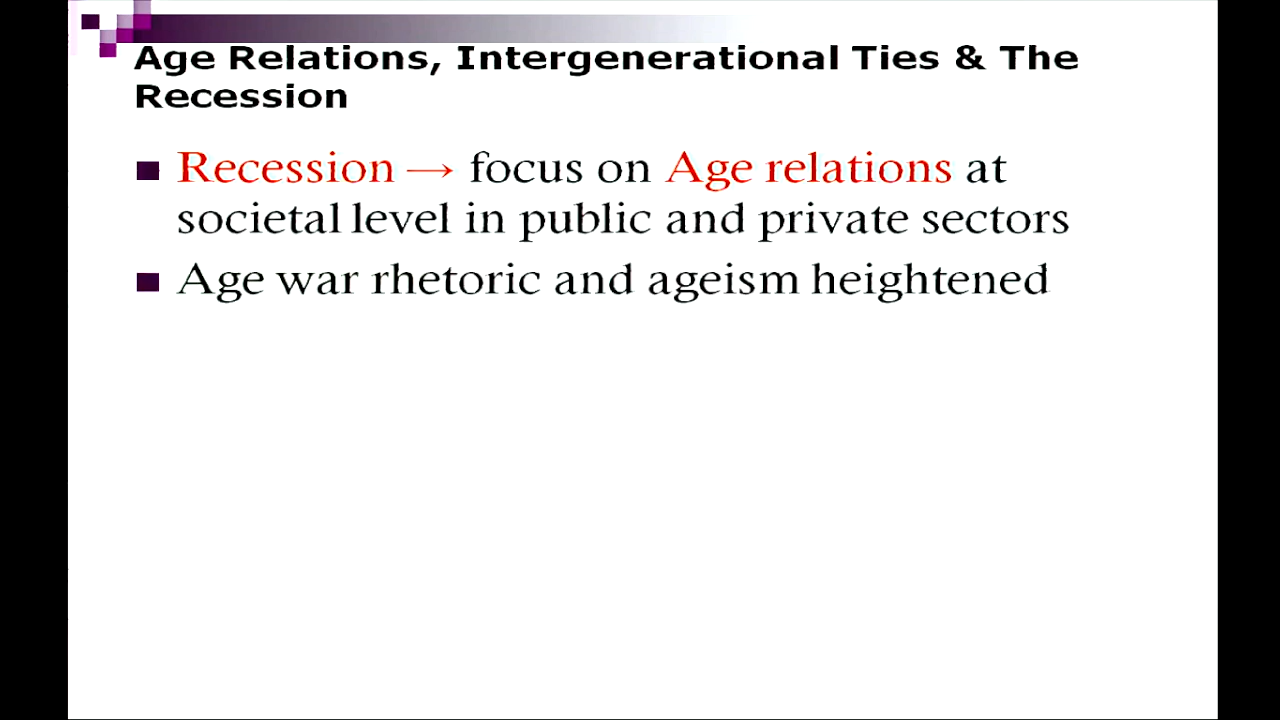 Age Relations, Intergenerational Ties & The
Recession
Recession → focus on Age relations at
societal level in public and private sectors
Age war rhetoric and ageism heightened